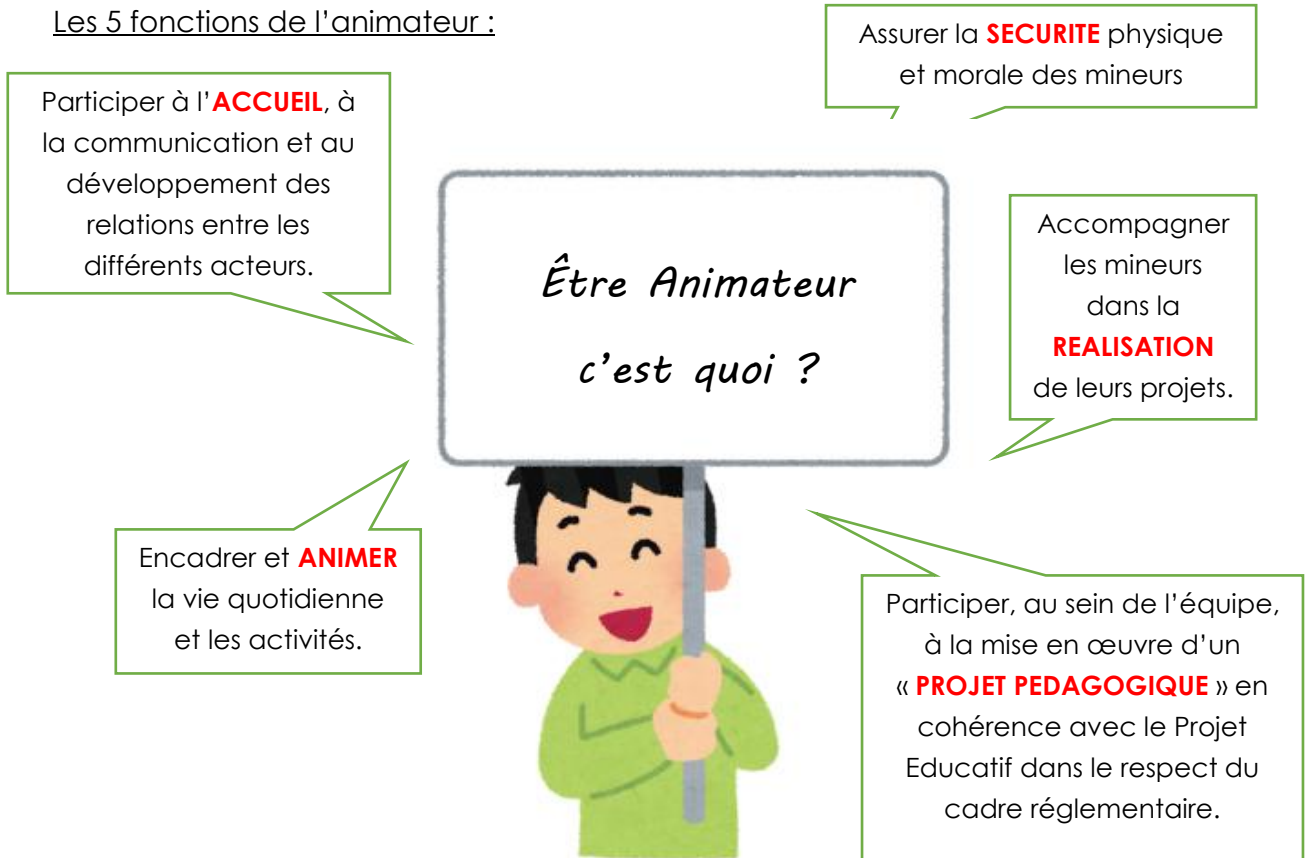 Les 5 fonctions de l’animateur :
Assurer la SECURITE physique
et morale des mineurs
Participer à l’ACCUEIL, à
la communication et au
développement des
relations entre les
différents acteurs.
Être Animateur
c’est quoi ?
Accompagner
les mineurs
dans la
REALISATION
de leurs projets.
Encadrer et ANIMER
la vie quotidienne
et les activités.
Participer, au sein de l’équipe,
à la mise en œuvre d’un
« PROJET PEDAGOGIQUE » en
cohérence avec le Projet
Educatif dans le respect du
cadre réglementaire.